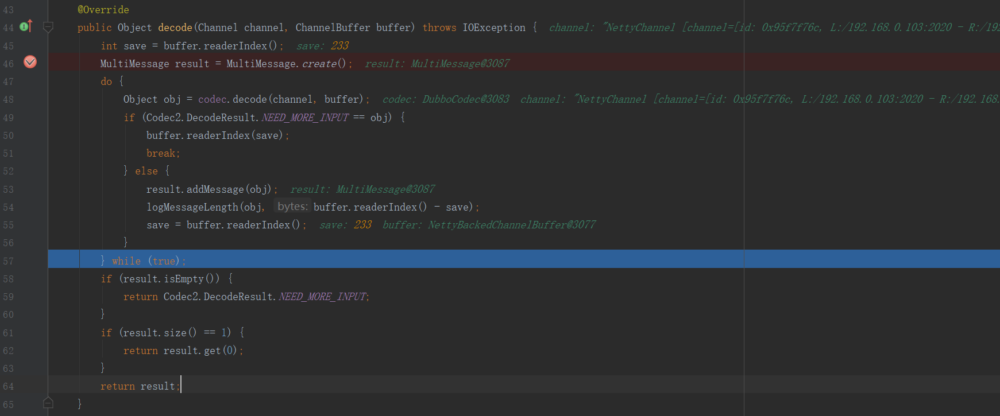 43 @Override
44 public Object decode(Channel channel, ChannelBuffer buffer) throws IOException { channel: "NettyChannel [channel=[id: 0x95f7f76c, L:/192.168.0.103:2020 - R:/192
45 int save = buffer.readerIndex(); save: 233
46 MultiMessage result = MultiMessage.create(); result: MultiMessage@3087
47 do {
48 Object obj = codec.decode(channel, buffer); codec: DubboCodec@3083 channel: "NettyChannel [channel=[id: 0x95f7f76c, L:/192.168.0.103:2020 - R:/192.168.
49 if (Codec2.DecodeResult.NEED_MORE_INPUT == obj) {
50 buffer.readerIndex(save);
51 break;
52 } else {
53 result.addMessage(obj); result: MultiMessage@3087
54 logMessageLength(obj, bytes: buffer.readerIndex() - save);
55 save = buffer.readerIndex(); save: 233 buffer: NettyBackedChannelBuffer@3077
56 }
57 } while (true);
58 if (result.isEmpty()) {
59 return Codec2.DecodeResult.NEED_MORE_INPUT;
60 }
61 if (result.size() == 1) {
62 return result.get(0);
63 }
64 return result;
65 }